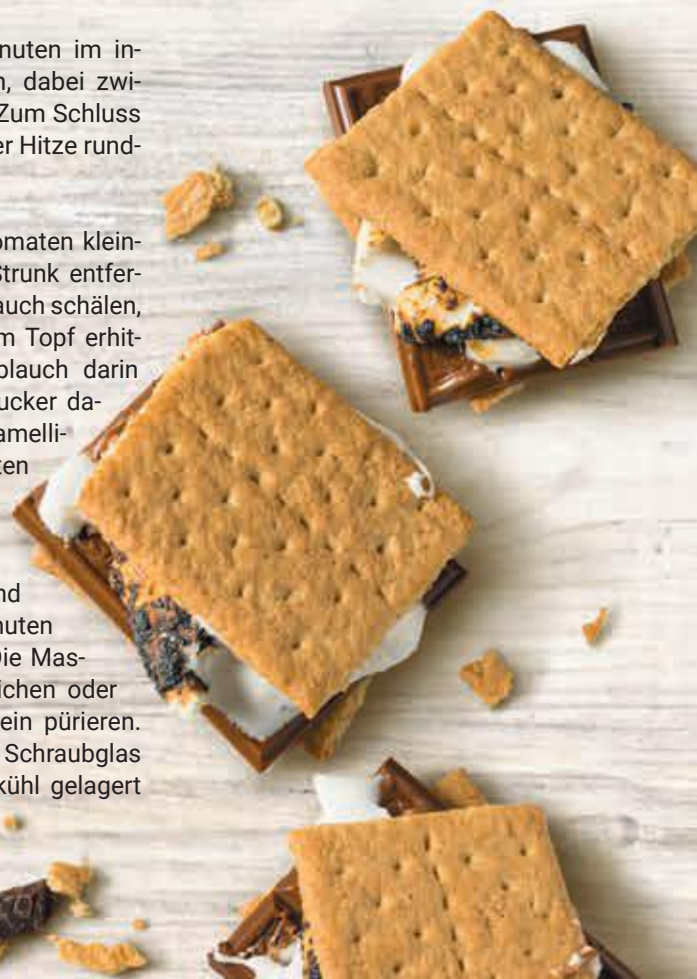 nuten im in-
n, dabei zwi-
Zum Schluss
er Hitze rund-
omaten klein-
Strunk entfer-
auch schälen,
m Topf erhit-
blauch darin
ucker da-
amelli-
ten
nd
nuten
Die Mas-
ichen oder
ein pürieren.
Schraubglas
kühl gelagert